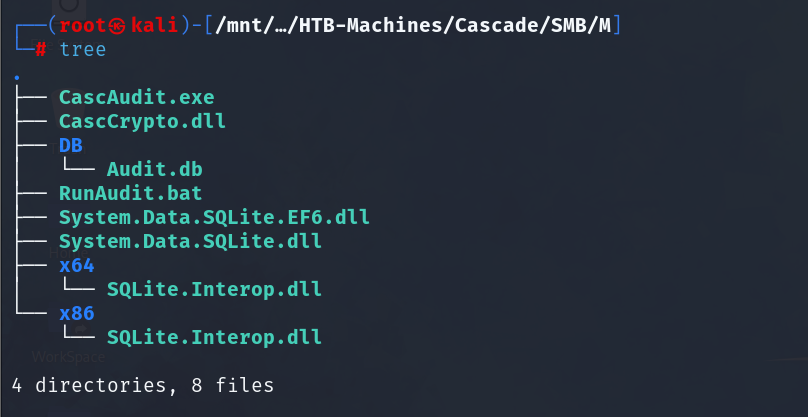 ┌──(root㉿kali)-[/mnt/…/HTB-Machines/Cascade/SMB/M]
└─# tree
.
├── CascAudit.exe
├── CascCrypto.dll
├── DB
│   └── Audit.db
├── RunAudit.bat
├── System.Data.SQLite.EF6.dll
├── System.Data.SQLite.dll
├── x64
│   └── SQLite.Interop.dll
└── x86
    └── SQLite.Interop.dll
WorkSpace
4 directories, 8 files